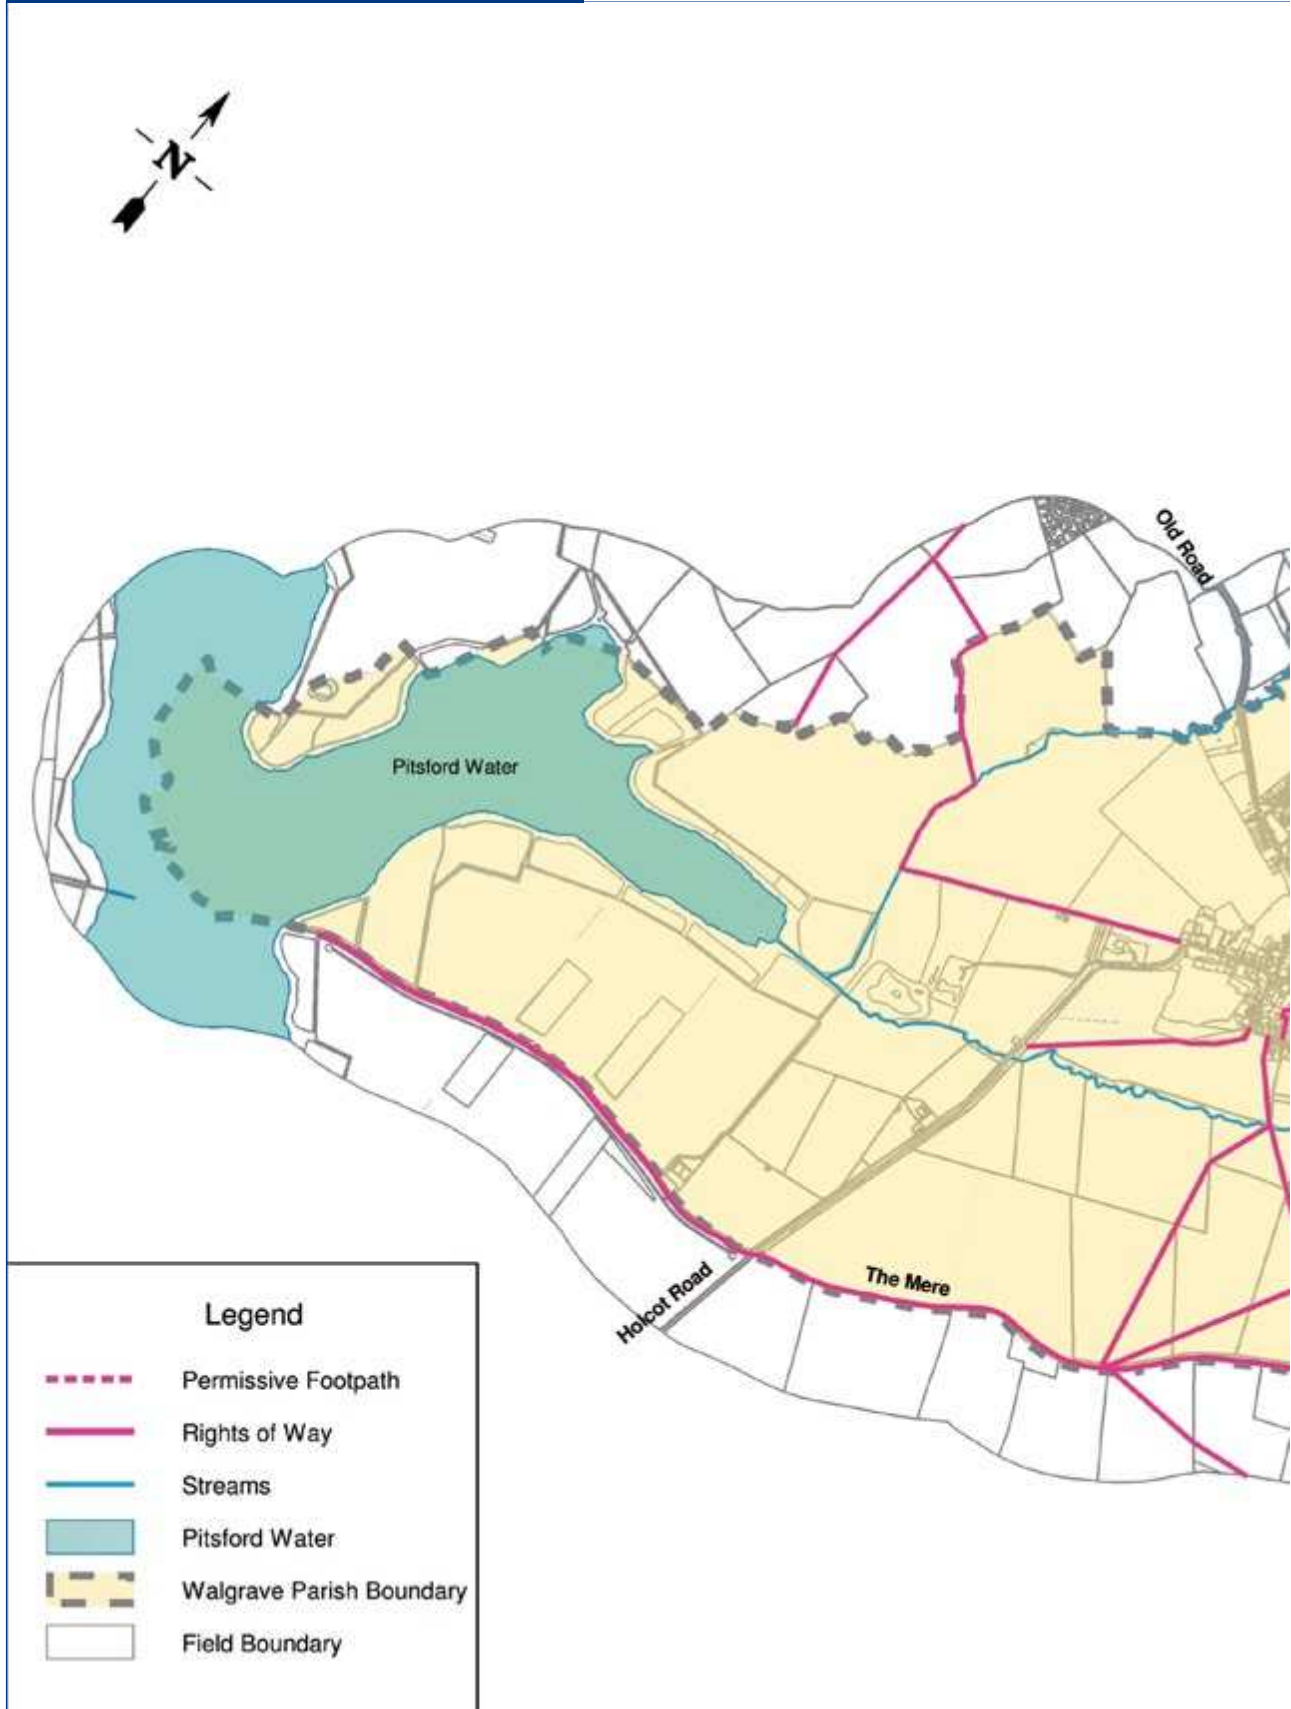 N
Old Road
Pitsford Water
The Mere
Holcot Road
Legend
Permissive Footpath
Rights of Way
Streams
Pitsford Water
Walgrave Parish Boundary
Field Boundary